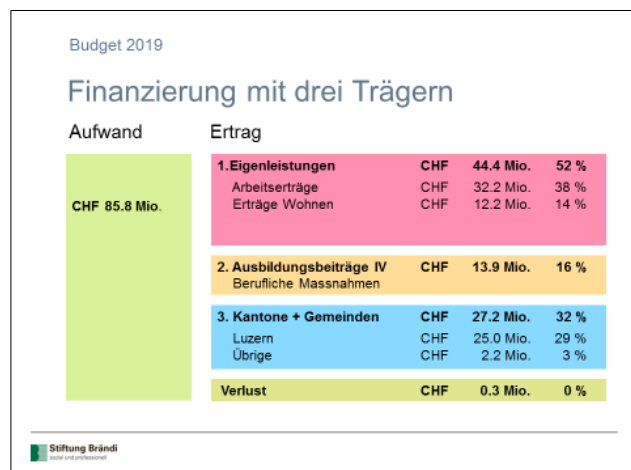 Budget 2019
Finanzierung mit drei Trägern
Aufwand Ertrag
CHF 85.8 Mio.
1.Eigenleistungen CHF 44.4 Mio. 52 %
Arbeitserträge CHF 32.2 Mio. 38 %
Erträge Wohnen CHF 12.2 Mio. 14 %
2. Ausbildungsbeiträge IV CHF 13.9 Mio. 16 %
Berufliche Massnahmen
3. Kantone + Gemeinden CHF 27.2 Mio. 32 %
Luzern CHF 25.0 Mio. 29 %
Übrige CHF 2.2 Mio. 3 %
Verlust CHF 0.3 Mio. 0 %
Stiftung Brändi
sozial und professionell